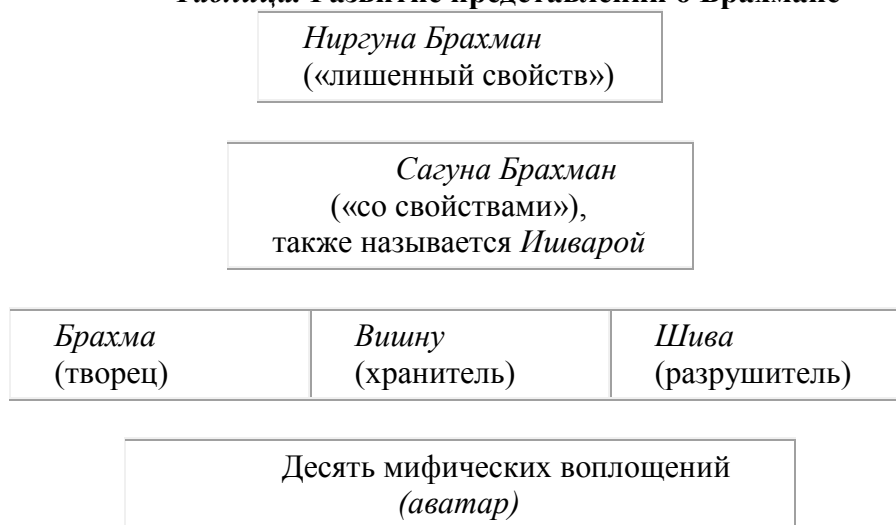 Таблица. Развитие представлений о Брахмане
Ниргуна Брахман
(«лишенный свойств»)
Сагуна Брахман
(«со свойствами»),
также называется Ишварой
Брахма Вишну Шива
(творец) (хранитель) (разрушитель)
Десять мифических воплощений
(аватар)